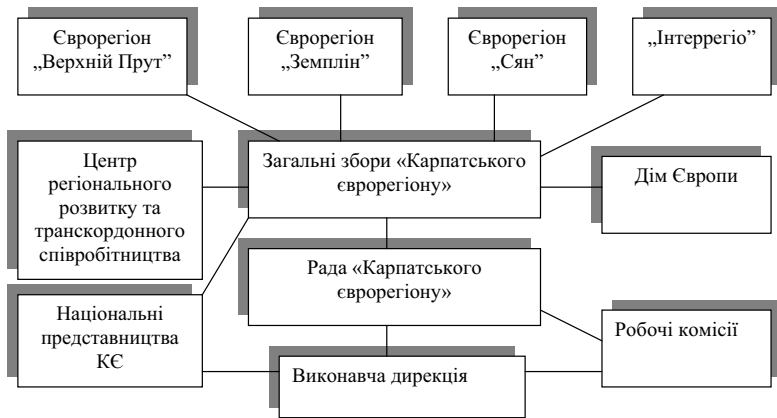 Єврорегіон
„Верхній Прут”
Єврорегіон
„Земплін”
Єврорегіон
„Сян”
„Інтеррегіо”
Центр
регіонального
розвитку та
транскордонного
співробітництва
Загальні збори «Карпатського
єврорегіону»
Дім Європи
Рада «Карпатського
єврорегіону»
Національні
представництва
КЄ
Робочі комісії
Виконавча дирекція